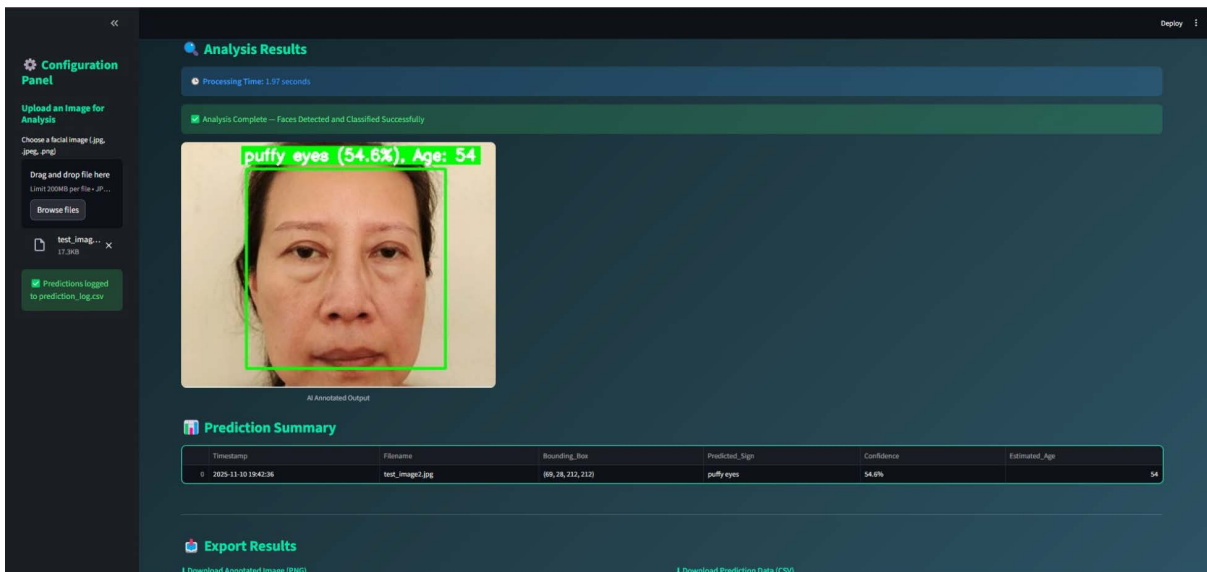 Deploy
Configuration
Panel
Upload an Image for
Analysis
Choose a facial image (.jpg,
.jpeg, .png)
Drag and drop file here
Limit 200MB per file • JP...
Browse files
test_imag...
17.3KB
Predictions logged
to prediction_log.csv
Analysis Results
Processing Time: 1.97 seconds
Analysis Complete — Faces Detected and Classified Successfully
puffy eyes (54.6%), Age: 54
AI Annotated Output
Prediction Summary
Timestamp Filename Bounding_Box Predicted_Sign Confidence Estimated_Age
0 2025-11-10 19:42:36 test_image2.jpg (69, 28, 212, 212) puffy eyes 54.6% 54
Export Results
Download Annotated Image (PNG) Download Prediction Data (CSV)